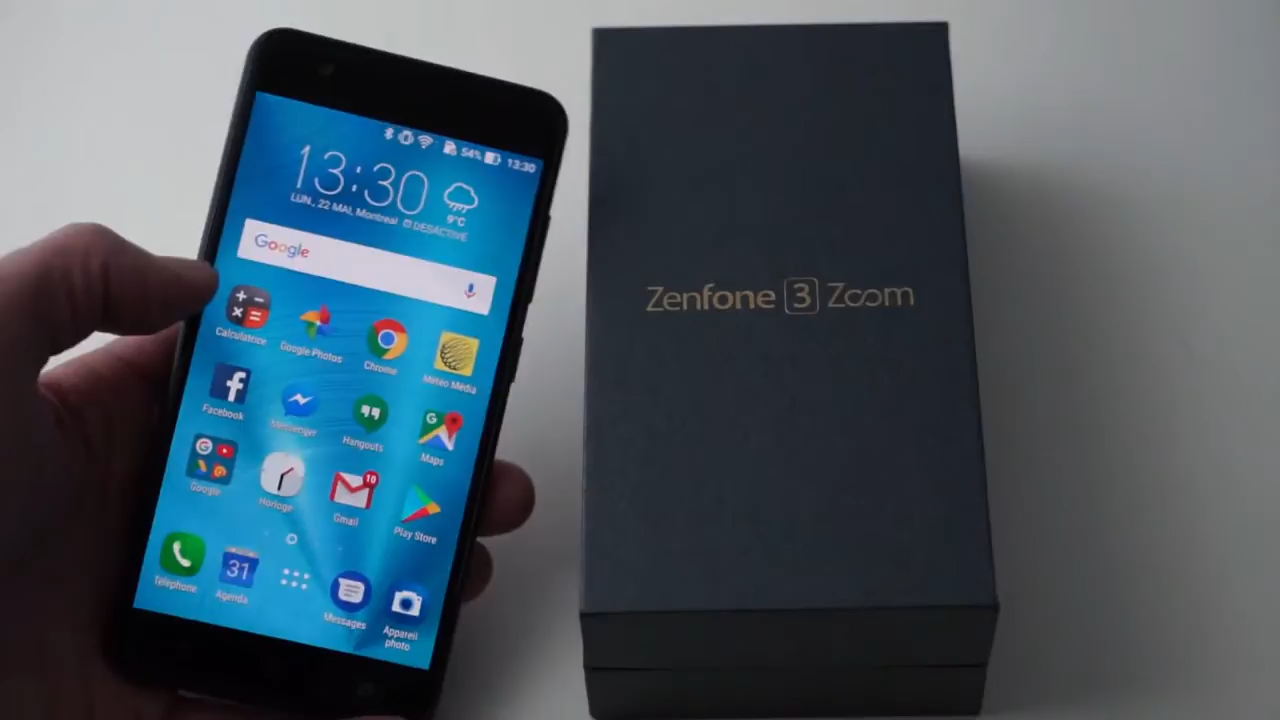 54% 13:30
13:30
9°C
LUN., 22 MAI, Montreal DÉSACTIVÉ
Google
Calculatrice Google Photos Chrome Météo Média
Facebook Messenger Hangouts Maps
Google Horloge Gmail Play Store
10
31
Téléphone Agenda Messages Appareil photo
Zenfone 3 Zoom